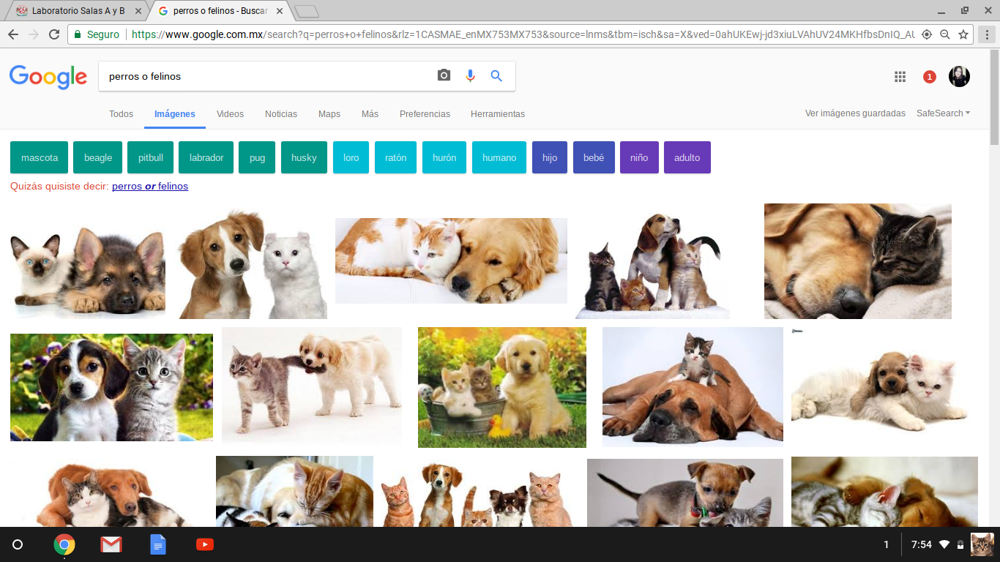 Laboratorio Salas A y B
perros o felinos - Buscar
Seguro
https://www.google.com.mx/search?q=perros+o+felinos&rlz=1CASMAE_enMX753MX753&source=lnms&tbm=isch&sa=X&ved=0ahUKEwj-jd3xiuLVAhUV24MKHfbsDnIQ_AU
Google
perros o felinos
1
Todos
Imágenes
Videos
Noticias
Maps
Más
Preferencias
Herramientas
Ver imágenes guardadas
SafeSearch
mascota
beagle
pitbull
labrador
pug
husky
loro
ratón
hurón
humano
hijo
bebé
niño
adulto
Quizás quisiste decir: perros or felinos
1
7:54